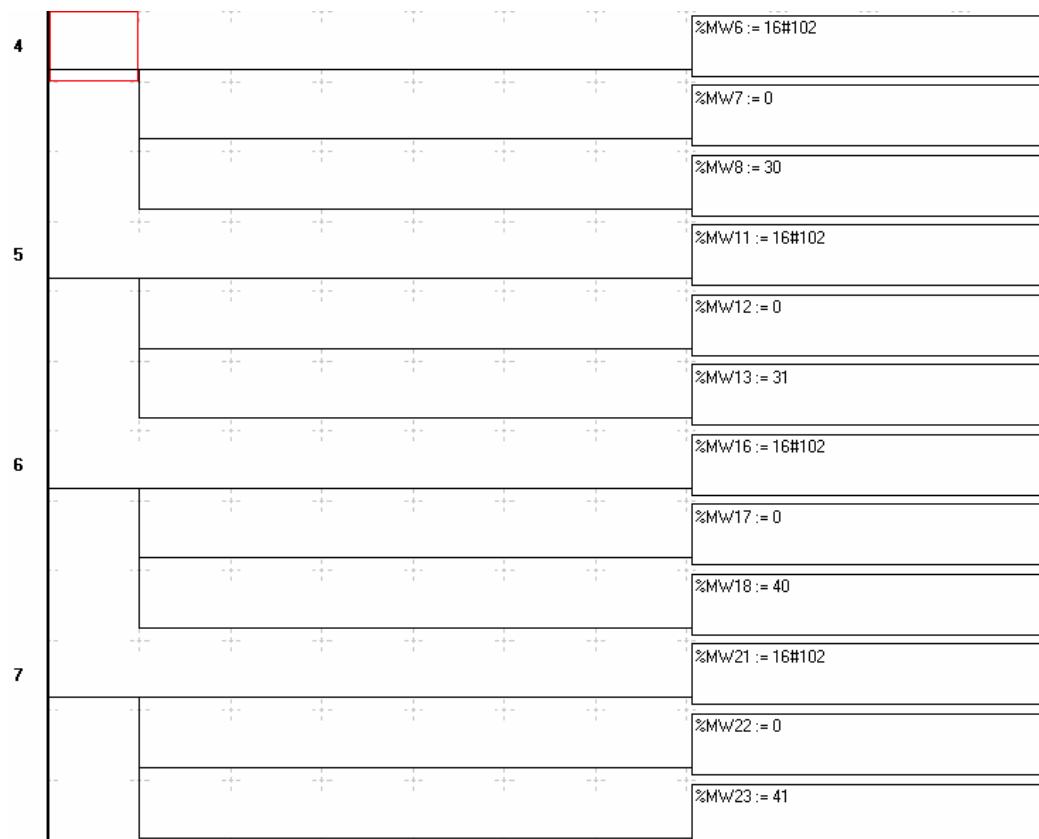 4
%MW6 := 16#102
%MW7 := 0
%MW8 := 30
5
%MW11 := 16#102
%MW12 := 0
%MW13 := 31
6
%MW16 := 16#102
%MW17 := 0
%MW18 := 40
7
%MW21 := 16#102
%MW22 := 0
%MW23 := 41